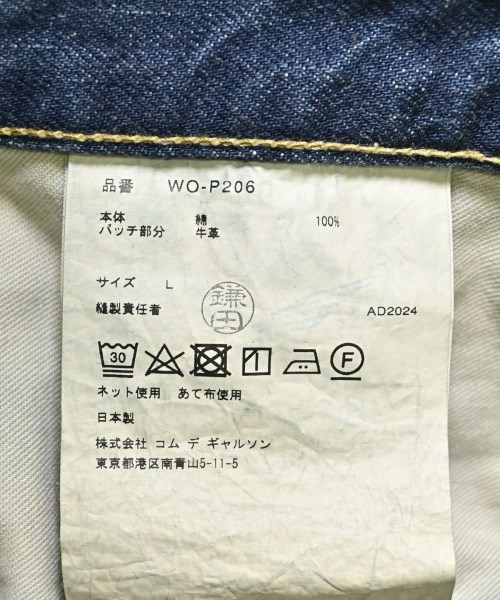 品番 WO-P206
本体 綿 100%
パッチ部分 牛革
サイズ L
縫製責任者 鎌田 AD2024
30 F
ネット使用 あて布使用
日本製
株式会社 コム デ ギャルソン
東京都港区南青山5-11-5